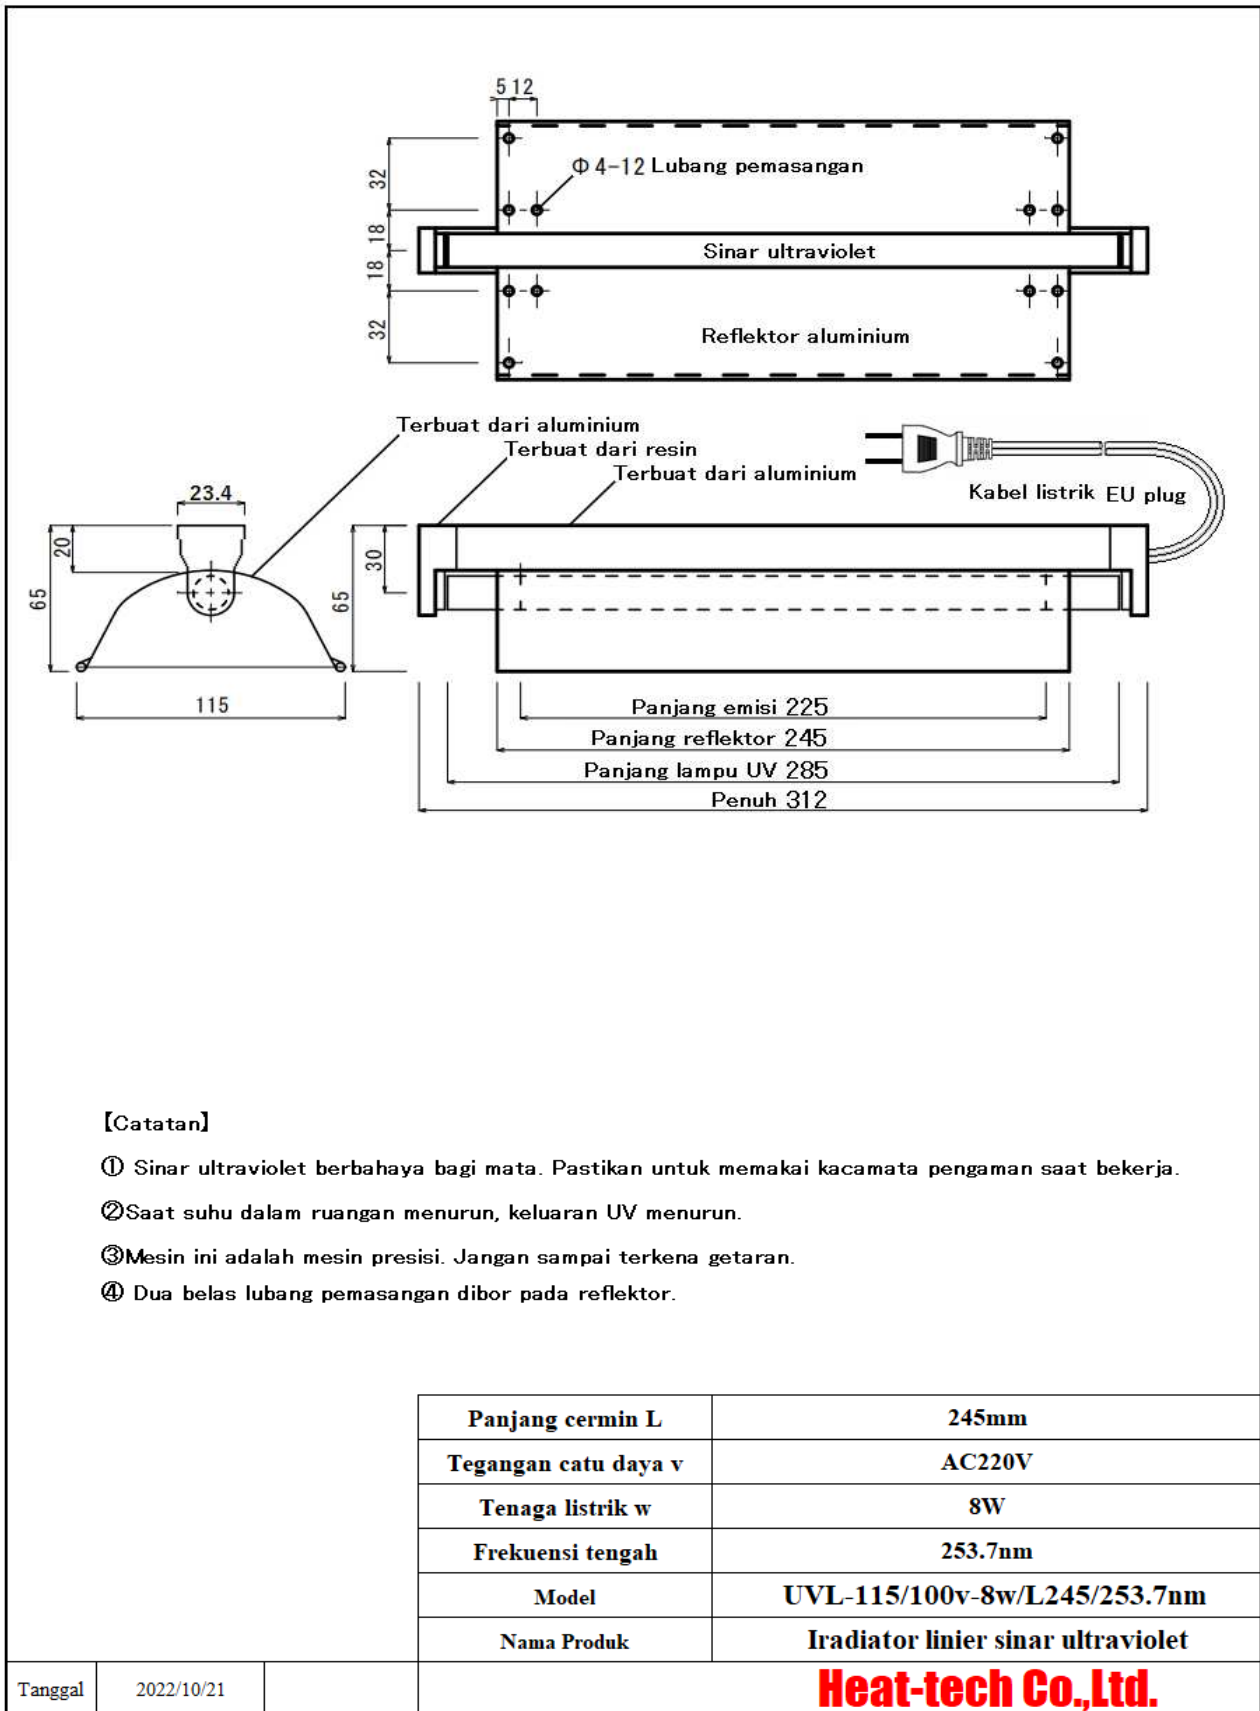 5 12
32
Φ4-12 Lubang pemasangan
18
Sinar ultraviolet
18
32
Reflektor aluminium
Terbuat dari aluminium
Terbuat dari resin
Terbuat dari aluminium
Kabel listrik EU plug
23.4
20
65
30
65
115
Panjang emisi 225
Panjang reflektor 245
Panjang lampu UV 285
Penuh 312
【Catatan】
① Sinar ultraviolet berbahaya bagi mata. Pastikan untuk memakai kacamata pengaman saat bekerja.
②Saat suhu dalam ruangan menurun, keluaran UV menurun.
③Mesin ini adalah mesin presisi. Jangan sampai terkena getaran.
④ Dua belas lubang pemasangan dibor pada reflektor.
Panjang cermin L 245mm
Tegangan catu daya v AC220V
Tenaga listrik w 8W
Frekuensi tengah 253.7nm
Model UVL-115/100v-8w/L245/253.7nm
Nama Produk Iradiator linier sinar ultraviolet
Tanggal 2022/10/21 Heat-tech Co.,Ltd.